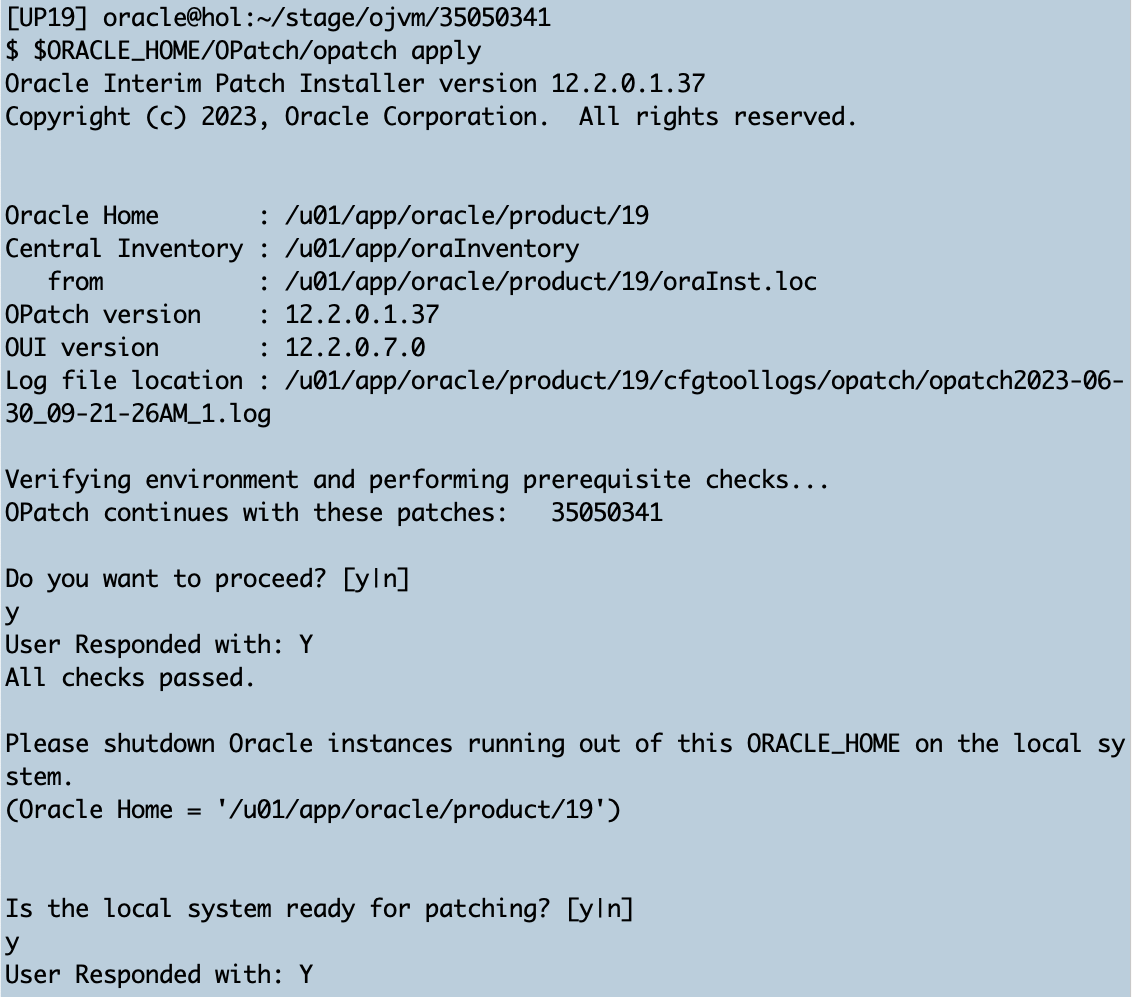 [UP19] oracle@hol:~/stage/ojvm/35050341
$ $ORACLE_HOME/OPatch/opatch apply
Oracle Interim Patch Installer version 12.2.0.1.37
Copyright (c) 2023, Oracle Corporation.  All rights reserved.
Oracle Home       : /u01/app/oracle/product/19
Central Inventory : /u01/app/oraInventory
   from           : /u01/app/oracle/product/19/oraInst.loc
OPatch version    : 12.2.0.1.37
OUI version       : 12.2.0.7.0
Log file location : /u01/app/oracle/product/19/cfgtoollogs/opatch/opatch2023-06-
30_09-21-26AM_1.log
Verifying environment and performing prerequisite checks...
OPatch continues with these patches:   35050341
Do you want to proceed? [y|n]
y
User Responded with: Y
All checks passed.
Please shutdown Oracle instances running out of this ORACLE_HOME on the local sy
stem.
(Oracle Home = '/u01/app/oracle/product/19')
Is the local system ready for patching? [y|n]
y
User Responded with: Y